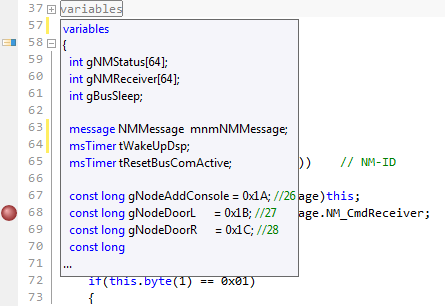 37 variables
57 variables
58 {
59 int gNMStatus[64];
60 int gNMReceiver[64];
61 int gBusSleep;
62
63 message NMMessage mnmNMMessage;
64 msTimer tWakeUpDsp;
65 msTimer tResetBusComActive; )) // NM-ID
66
67 const long gNodeAddConsole = 0x1A; //26 age)this;
68 const long gNodeDoorL = 0x1B; //27 age.NM_CmdReceiver;
69 const long gNodeDoorR = 0x1C; //28
70 const long
71 ...
72 if(this.byte(1) == 0x01)
73 {